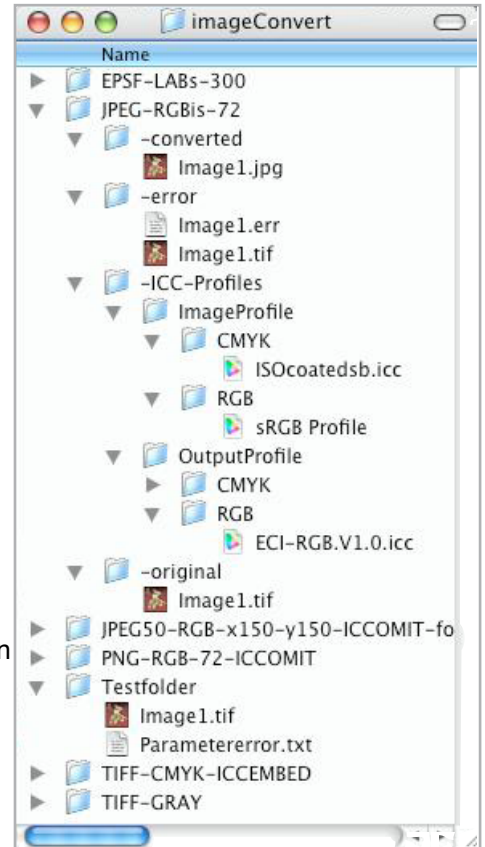 imageConvert
Name
EPSF-LABs-300
JPEG-RGBis-72
-converted
Image1.jpg
-error
Image1.err
Image1.tif
-ICC-Profiles
ImageProfile
CMYK
ISOcoatedsb.icc
RGB
sRGB Profile
OutputProfile
CMYK
RGB
ECI-RGB.V1.0.icc
-original
Image1.tif
JPEG50-RGB-x150-y150-ICCOMIT-fo
PNG-RGB-72-ICCOMIT
Testfolder
Image1.tif
Parametererror.txt
TIFF-CMYK-ICCEMBED
TIFF-GRAY